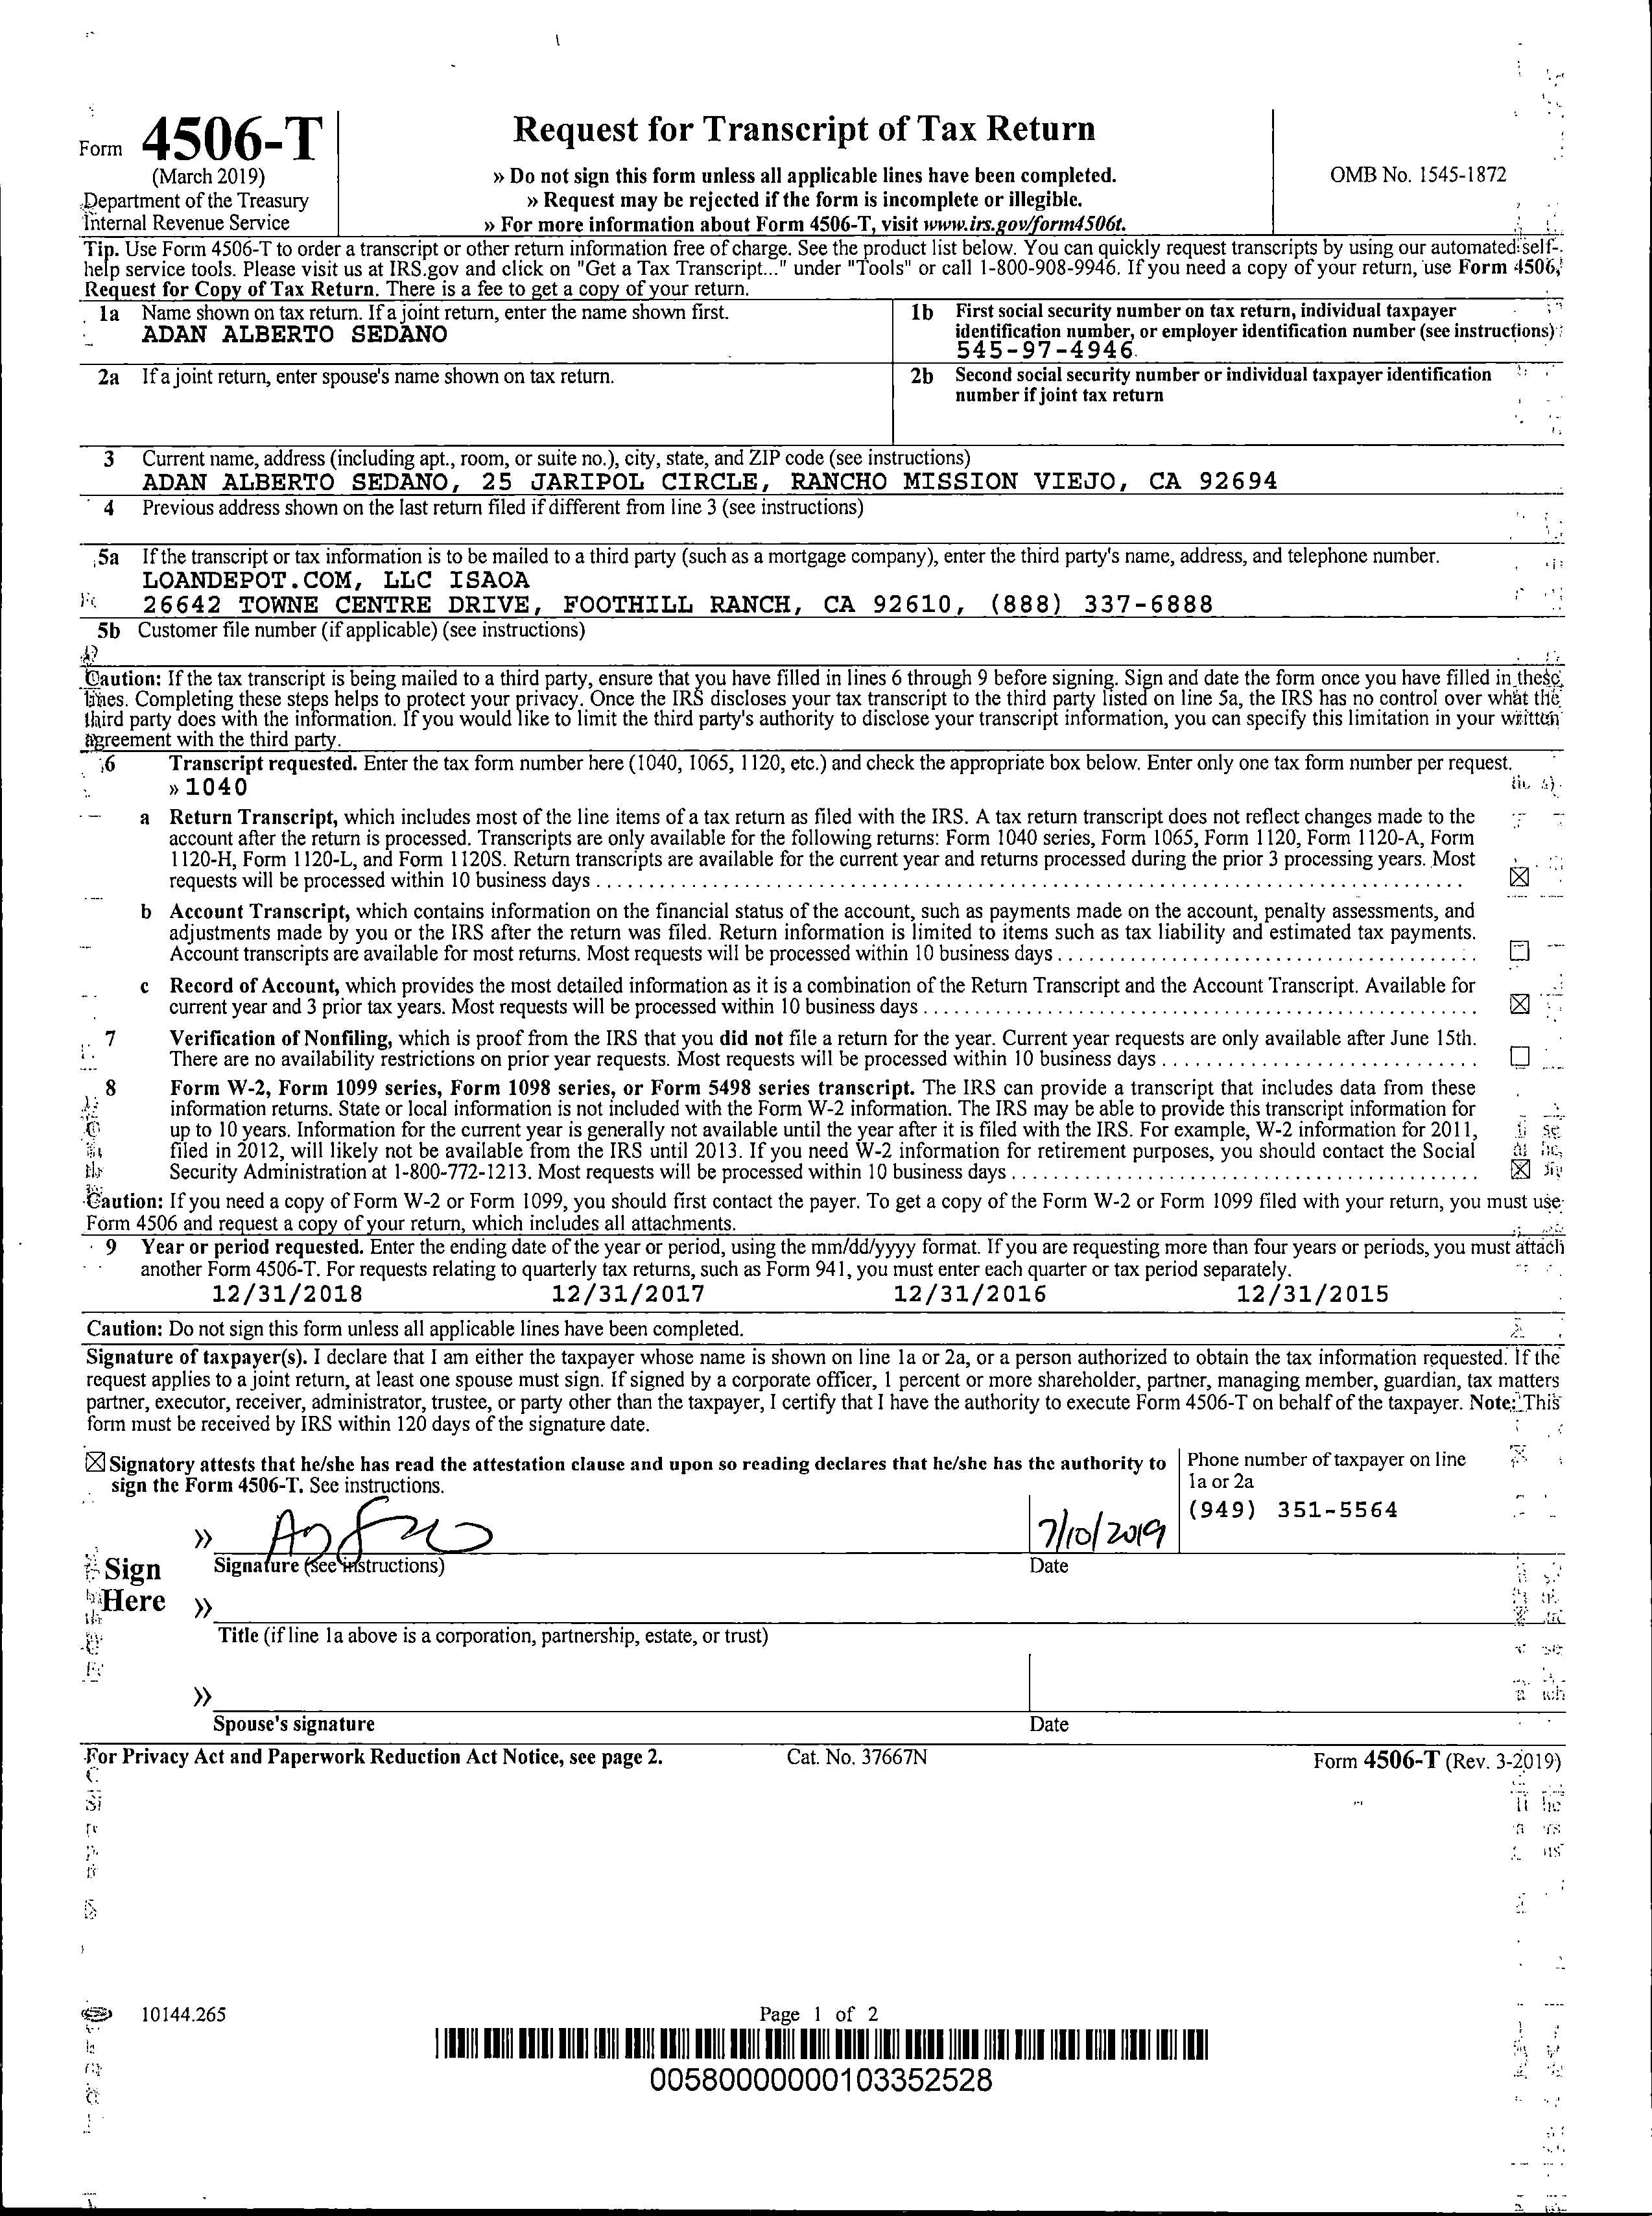 Form 4506-T
(March 2019)
Department of the Treasury
Internal Revenue Service
Request for Transcript of Tax Return
» Do not sign this form unless all applicable lines have been completed.
» Request may be rejected if the form is incomplete or illegible.
» For more information about Form 4506-T, visit www.irs.gov/form4506t.
OMB No. 1545-1872
Tip. Use Form 4506-T to order a transcript or other return information free of charge. See the product list below. You can quickly request transcripts by using our automated self-
help service tools. Please visit us at IRS.gov and click on "Get a Tax Transcript..." under "Tools" or call 1-800-908-9946. If you need a copy of your return, use Form 4506,
Request for Copy of Tax Return. There is a fee to get a copy of your return.
1a Name shown on tax return. If a joint return, enter the name shown first.
ADAN ALBERTO SEDANO
1b First social security number on tax return, individual taxpayer
identification number, or employer identification number (see instructions)
545-97-4946
2a If a joint return, enter spouse's name shown on tax return.
2b Second social security number or individual taxpayer identification
number if joint tax return
3 Current name, address (including apt., room, or suite no.), city, state, and ZIP code (see instructions)
ADAN ALBERTO SEDANO, 25 JARIPOL CIRCLE, RANCHO MISSION VIEJO, CA 92694
4 Previous address shown on the last return filed if different from line 3 (see instructions)
5a If the transcript or tax information is to be mailed to a third party (such as a mortgage company), enter the third party's name, address, and telephone number.
LOANDEPOT.COM, LLC ISAOA
26642 TOWNE CENTRE DRIVE, FOOTHILL RANCH, CA 92610, (888) 337-6888
5b Customer file number (if applicable) (see instructions)
Caution: If the tax transcript is being mailed to a third party, ensure that you have filled in lines 6 through 9 before signing. Sign and date the form once you have filled in these
lines. Completing these steps helps to protect your privacy. Once the IRS discloses your tax transcript to the third party listed on line 5a, the IRS has no control over what the
third party does with the information. If you would like to limit the third party's authority to disclose your transcript information, you can specify this limitation in your written
agreement with the third party.
6 Transcript requested. Enter the tax form number here (1040, 1065, 1120, etc.) and check the appropriate box below. Enter only one tax form number per request.
» 1040
a Return Transcript, which includes most of the line items of a tax return as filed with the IRS. A tax return transcript does not reflect changes made to the
account after the return is processed. Transcripts are only available for the following returns: Form 1040 series, Form 1065, Form 1120, Form 1120-A, Form
1120-H, Form 1120-L, and Form 1120S. Return transcripts are available for the current year and returns processed during the prior 3 processing years. Most
requests will be processed within 10 business days ☒
b Account Transcript, which contains information on the financial status of the account, such as payments made on the account, penalty assessments, and
adjustments made by you or the IRS after the return was filed. Return information is limited to items such as tax liability and estimated tax payments.
Account transcripts are available for most returns. Most requests will be processed within 10 business days ☐
c Record of Account, which provides the most detailed information as it is a combination of the Return Transcript and the Account Transcript. Available for
current year and 3 prior tax years. Most requests will be processed within 10 business days ☒
7 Verification of Nonfiling, which is proof from the IRS that you did not file a return for the year. Current year requests are only available after June 15th.
There are no availability restrictions on prior year requests. Most requests will be processed within 10 business days ☐
8 Form W-2, Form 1099 series, Form 1098 series, or Form 5498 series transcript. The IRS can provide a transcript that includes data from these
information returns. State or local information is not included with the Form W-2 information. The IRS may be able to provide this transcript information for
up to 10 years. Information for the current year is generally not available until the year after it is filed with the IRS. For example, W-2 information for 2011,
filed in 2012, will likely not be available from the IRS until 2013. If you need W-2 information for retirement purposes, you should contact the Social
Security Administration at 1-800-772-1213. Most requests will be processed within 10 business days ☒
Caution: If you need a copy of Form W-2 or Form 1099, you should first contact the payer. To get a copy of the Form W-2 or Form 1099 filed with your return, you must use
Form 4506 and request a copy of your return, which includes all attachments.
9 Year or period requested. Enter the ending date of the year or period, using the mm/dd/yyyy format. If you are requesting more than four years or periods, you must attach
another Form 4506-T. For requests relating to quarterly tax returns, such as Form 941, you must enter each quarter or tax period separately.
12/31/2018 12/31/2017 12/31/2016 12/31/2015
Caution: Do not sign this form unless all applicable lines have been completed.
Signature of taxpayer(s). I declare that I am either the taxpayer whose name is shown on line 1a or 2a, or a person authorized to obtain the tax information requested. If the
request applies to a joint return, at least one spouse must sign. If signed by a corporate officer, 1 percent or more shareholder, partner, managing member, guardian, tax matters
partner, executor, receiver, administrator, trustee, or party other than the taxpayer, I certify that I have the authority to execute Form 4506-T on behalf of the taxpayer. Note: This
form must be received by IRS within 120 days of the signature date.
☒ Signatory attests that he/she has read the attestation clause and upon so reading declares that he/she has the authority to
sign the Form 4506-T. See instructions.
Phone number of taxpayer on line
1a or 2a
(949) 351-5564
7/10/2019
Sign
Here
» Signature (see instructions) Date
» Title (if line 1a above is a corporation, partnership, estate, or trust)
» Spouse's signature Date
For Privacy Act and Paperwork Reduction Act Notice, see page 2. Cat. No. 37667N Form 4506-T (Rev. 3-2019)
10144.265 Page 1 of 2
00580000000103352528